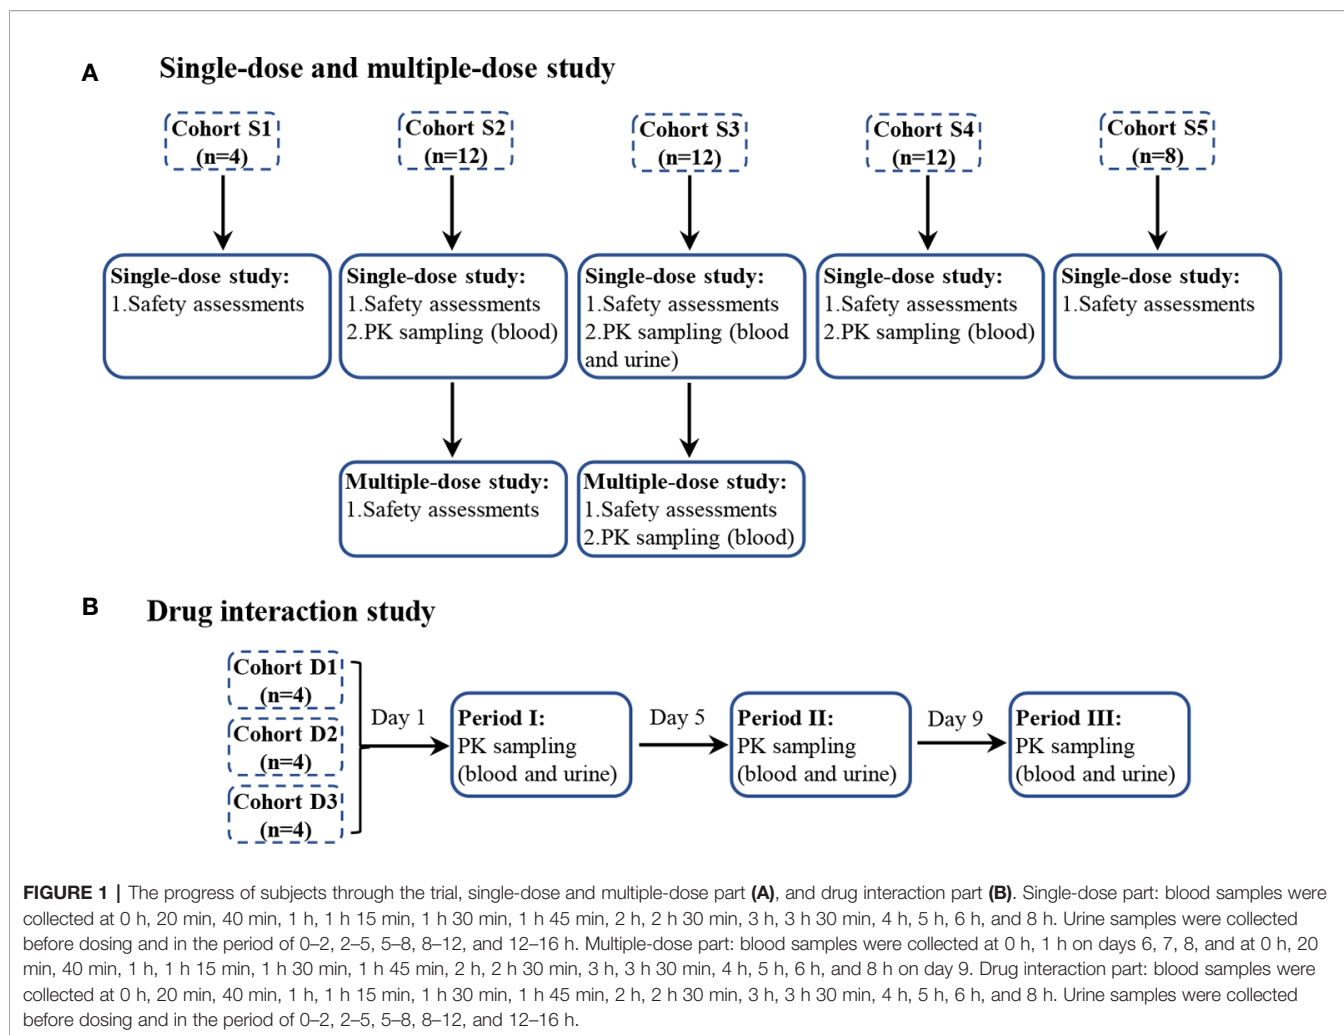 A
Single-dose and multiple-dose study
Cohort S1
(n=4)
Cohort S2
(n=12)
Cohort S3
(n=12)
Cohort S4
(n=12)
Cohort S5
(n=8)
Single-dose study:
1.Safety assessments
Single-dose study:
1.Safety assessments
2.PK sampling (blood)
Single-dose study:
1.Safety assessments
2.PK sampling (blood
and urine)
Single-dose study:
1.Safety assessments
2.PK sampling (blood)
Single-dose study:
1.Safety assessments
Multiple-dose study:
1.Safety assessments
Multiple-dose study:
1.Safety assessments
2.PK sampling (blood)
B
Drug interaction study
Cohort D1
(n=4)
Cohort D2
(n=4)
Cohort D3
(n=4)
Day 1
Period I:
PK sampling
(blood and urine)
Day 5
Period II:
PK sampling
(blood and urine)
Day 9
Period III:
PK sampling
(blood and urine)
FIGURE 1 | The progress of subjects through the trial, single-dose and multiple-dose part (A), and drug interaction part (B). Single-dose part: blood samples were
collected at 0 h, 20 min, 40 min, 1 h, 1 h 15 min, 1 h 30 min, 1 h 45 min, 2 h, 2 h 30 min, 3 h, 3 h 30 min, 4 h, 5 h, 6 h, and 8 h. Urine samples were collected
before dosing and in the period of 0–2, 2–5, 5–8, 8–12, and 12–16 h. Multiple-dose part: blood samples were collected at 0 h, 1 h on days 6, 7, 8, and at 0 h, 20
min, 40 min, 1 h, 1 h 15 min, 1 h 30 min, 1 h 45 min, 2 h, 2 h 30 min, 3 h, 3 h 30 min, 4 h, 5 h, 6 h, and 8 h on day 9. Drug interaction part: blood samples were
collected at 0 h, 20 min, 40 min, 1 h, 1 h 15 min, 1 h 30 min, 1 h 45 min, 2 h, 2 h 30 min, 3 h, 3 h 30 min, 4 h, 5 h, 6 h, and 8 h. Urine samples were collected
before dosing and in the period of 0–2, 2–5, 5–8, 8–12, and 12–16 h.